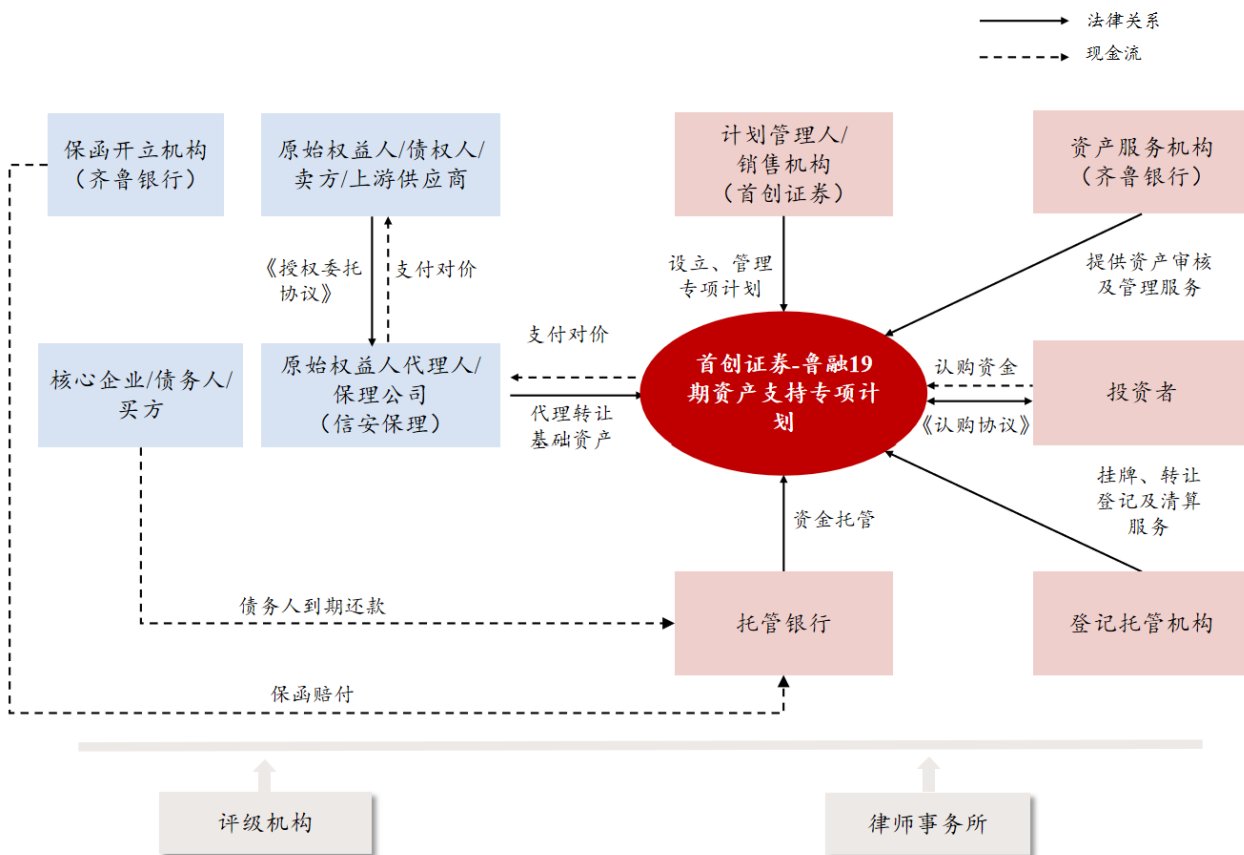 法律关系
现金流
保函开立机构
（齐鲁银行）
原始权益人/债权人/
卖方/上游供应商
计划管理人/
销售机构
（首创证券）
资产服务机构
（齐鲁银行）
《授权委托
协议》
支付对价
设立、管理
专项计划
提供资产审核
及管理服务
核心企业/债务人/
买方
原始权益人代理人/
保理公司
（信安保理）
支付对价
代理转让
基础资产
首创证券-鲁融19
期资产支持专项计
划
认购资金
《认购协议》
投资者
资金托管
挂牌、转让
登记及清算
服务
债务人到期还款
托管银行
登记托管机构
保函赔付
评级机构
律师事务所